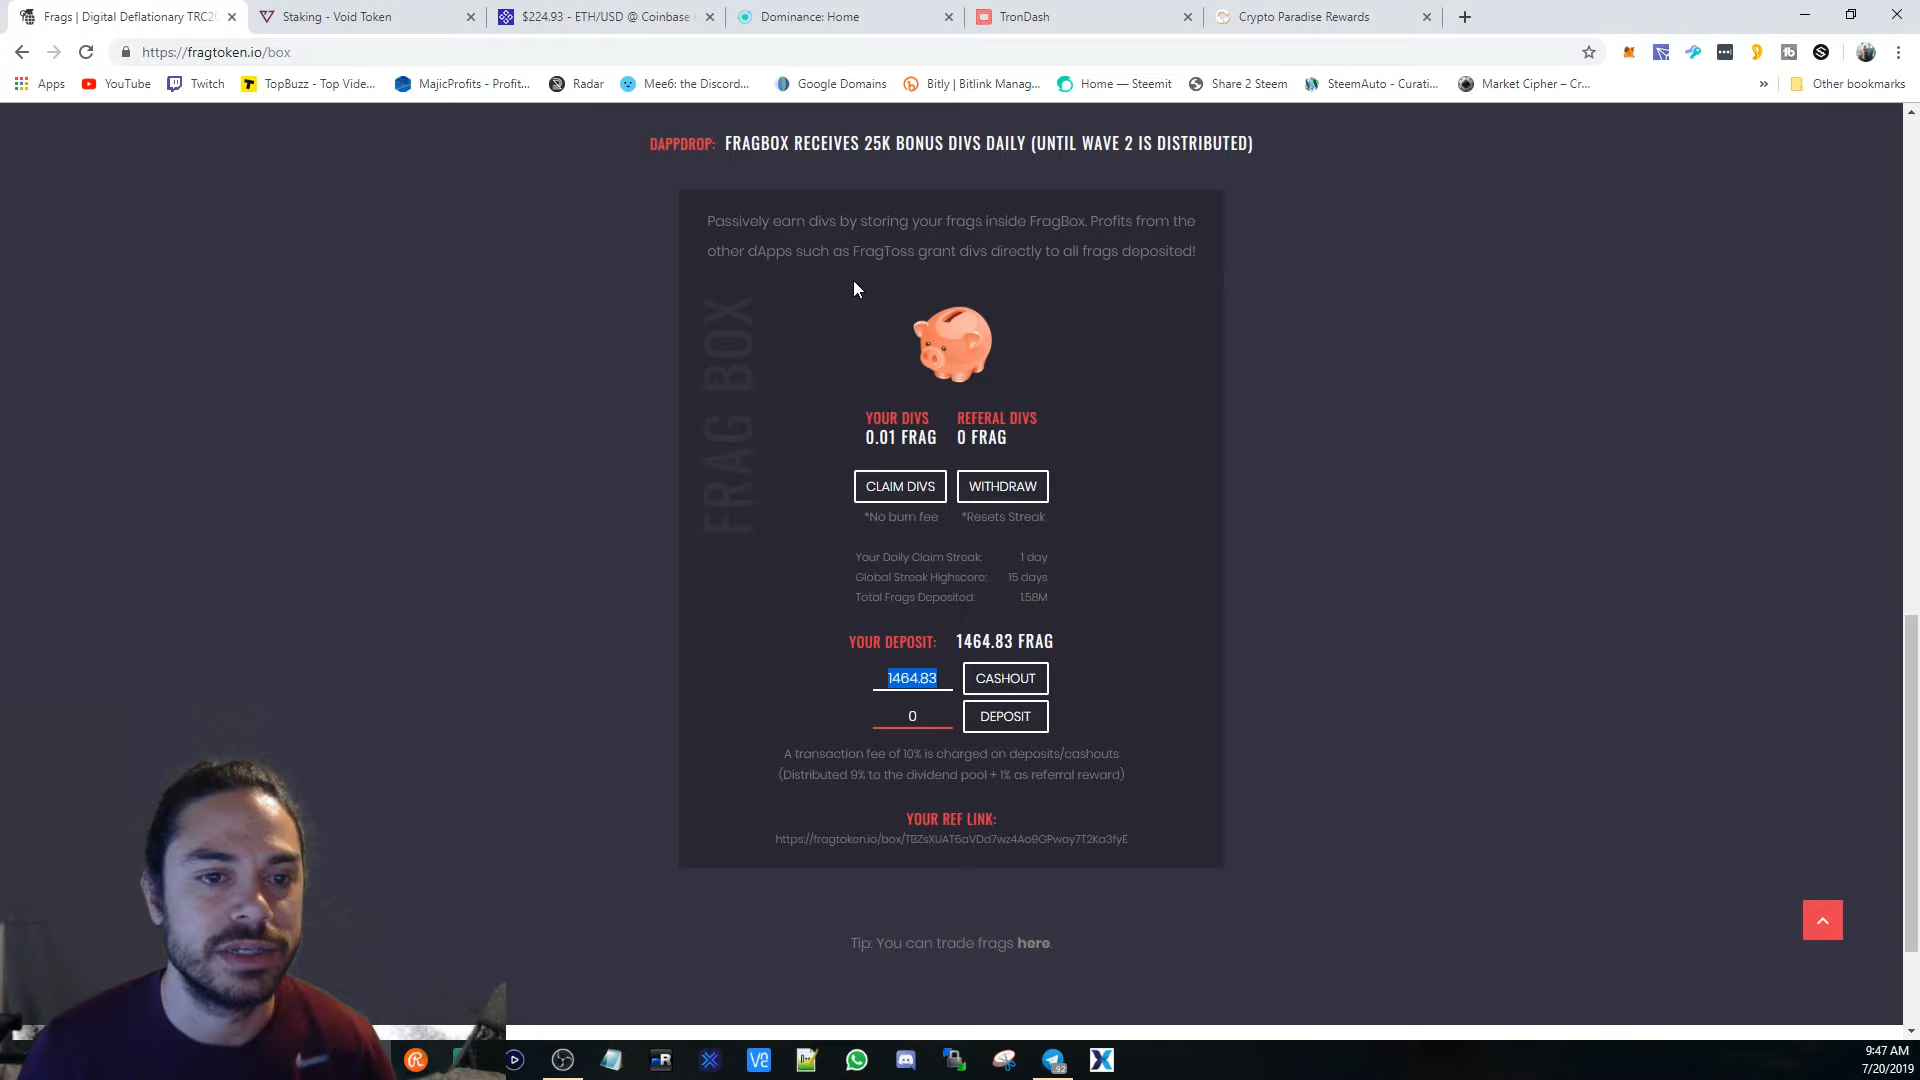 Frags | Digital Deflationary TRC20
Staking - Void Token
$224.93 - ETH/USD @ Coinbase
Dominance: Home
TronDash
Crypto Paradise Rewards
https://fragtoken.io/box
Apps
YouTube
Twitch
TopBuzz - Top Vide...
MajicProfits - Profit...
Radar
Mee6: the Discord...
Google Domains
Bitly | Bitlink Manag...
Home — Steemit
Share 2 Steem
SteemAuto - Curati...
Market Cipher – Cr...
»
Other bookmarks
DAPPDROP: FRAGBOX RECEIVES 25K BONUS DIVS DAILY (UNTIL WAVE 2 IS DISTRIBUTED)
Passively earn divs by storing your frags inside FragBox. Profits from the
other dApps such as FragToss grant divs directly to all frags deposited!
FRAG BOX
YOUR DIVS REFERAL DIVS
0.01 FRAG 0 FRAG
CLAIM DIVS WITHDRAW
*No burn fee *Resets Streak
Your Daily Claim Streak: 1 day
Global Streak Highscore: 15 days
Total Frags Deposited: 1.58M
YOUR DEPOSIT: 1464.83 FRAG
1464.83 CASHOUT
0 DEPOSIT
A transaction fee of 10% is charged on deposits/cashouts
(Distributed 9% to the dividend pool + 1% as referral reward)
YOUR REF LINK:
https://fragtoken.io/box/TBZsXUAT6aVDd7wz4Ao9GPwoy7T2Ka3fyE
Tip: You can trade frags here.
9:47 AM
7/20/2019